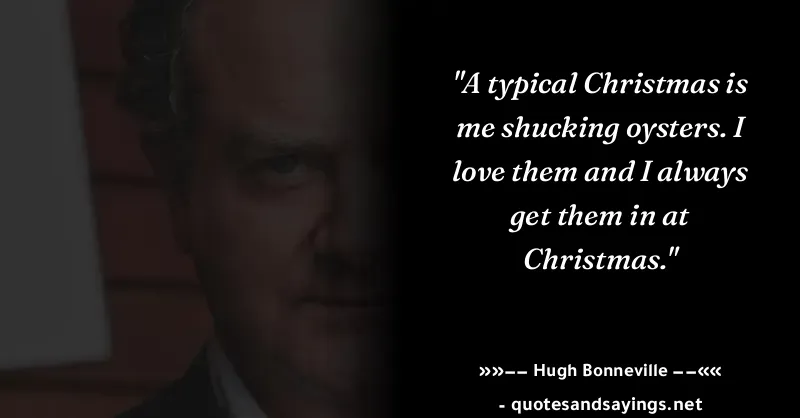 "A typical Christmas is
me shucking oysters. I
love them and I always
get them in at
Christmas."
»»−− Hugh Bonneville −−««
- quotesandsayings.net